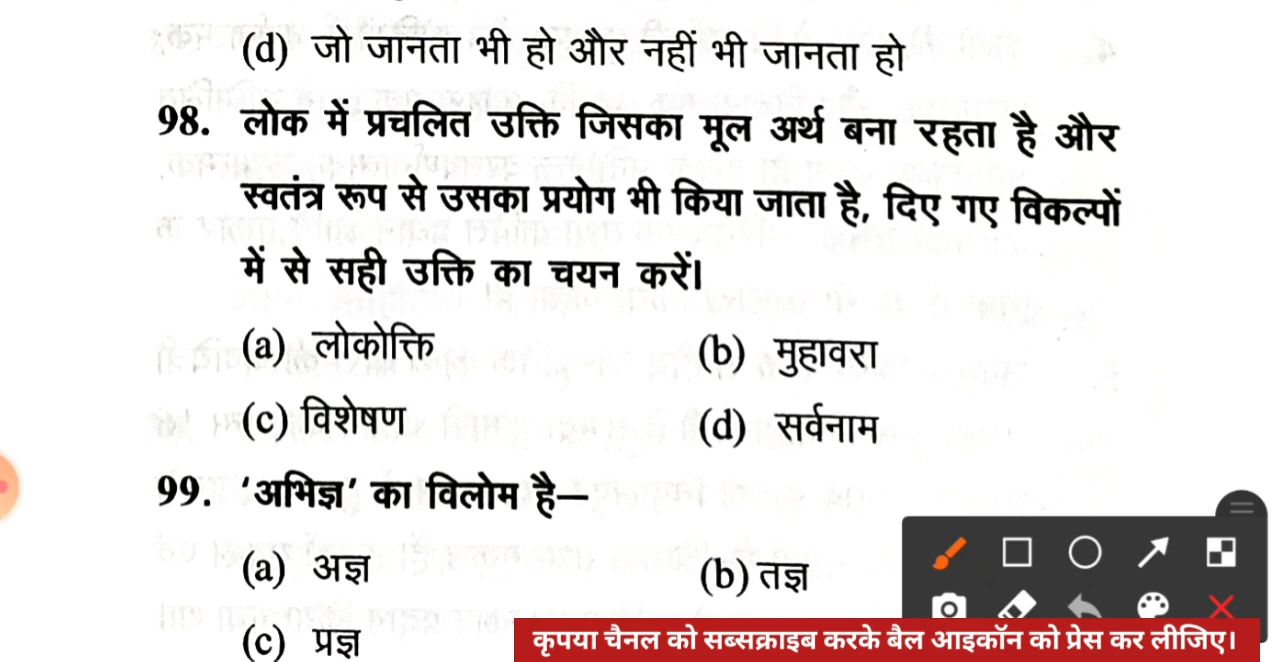 (d) जो जानता भी हो और नहीं भी जानता हो
98. लोक में प्रचलित उक्ति जिसका मूल अर्थ बना रहता है और
स्वतंत्र रूप से उसका प्रयोग भी किया जाता है, दिए गए विकल्पों
में से सही उक्ति का चयन करें।
(a) लोकोक्ति (b) मुहावरा
(c) विशेषण (d) सर्वनाम
99. ‘अभिज्ञ’ का विलोम है–
(a) अज्ञ (b) तज्ञ
(c) प्रज्ञ
कृपया चैनल को सब्सक्राइब करके बैल आइकॉन को प्रेस कर लीजिए।